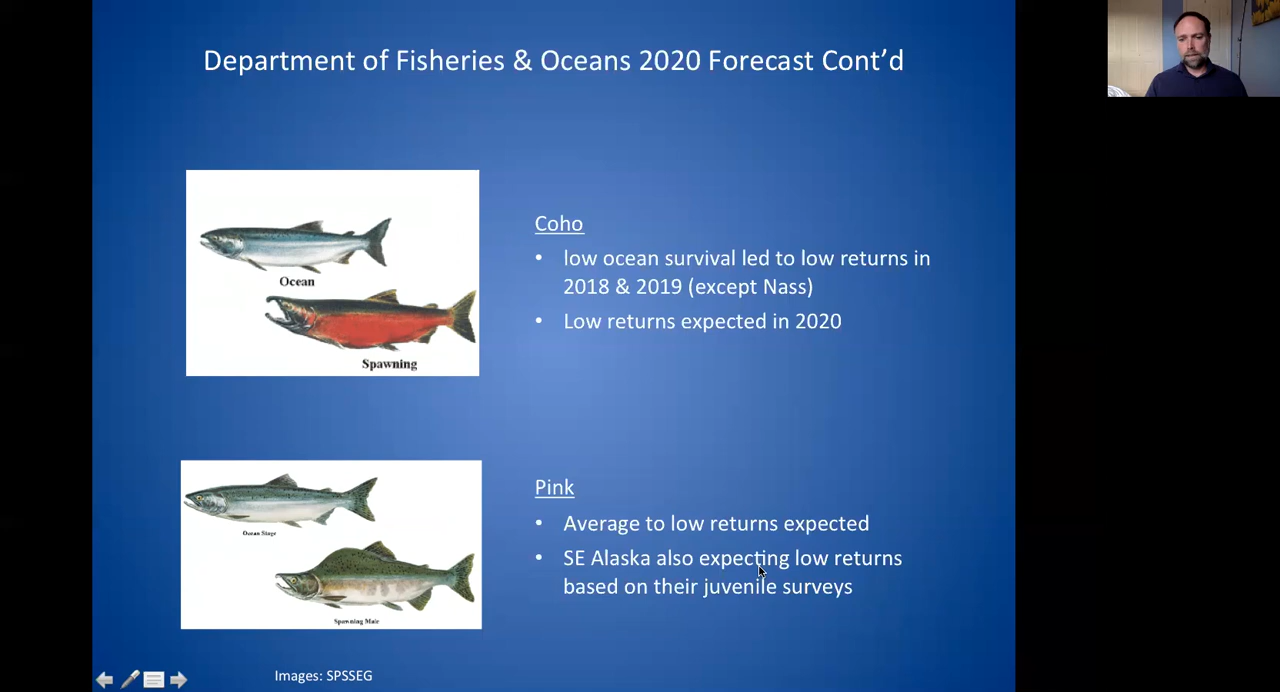 Department of Fisheries & Oceans 2020 Forecast Cont’d
Ocean
Spawning
Coho
• low ocean survival led to low returns in
2018 & 2019 (except Nass)
• Low returns expected in 2020
Ocean Stage
Spawning Male
Pink
• Average to low returns expected
• SE Alaska also expecting low returns
based on their juvenile surveys
Images: SPSSEG